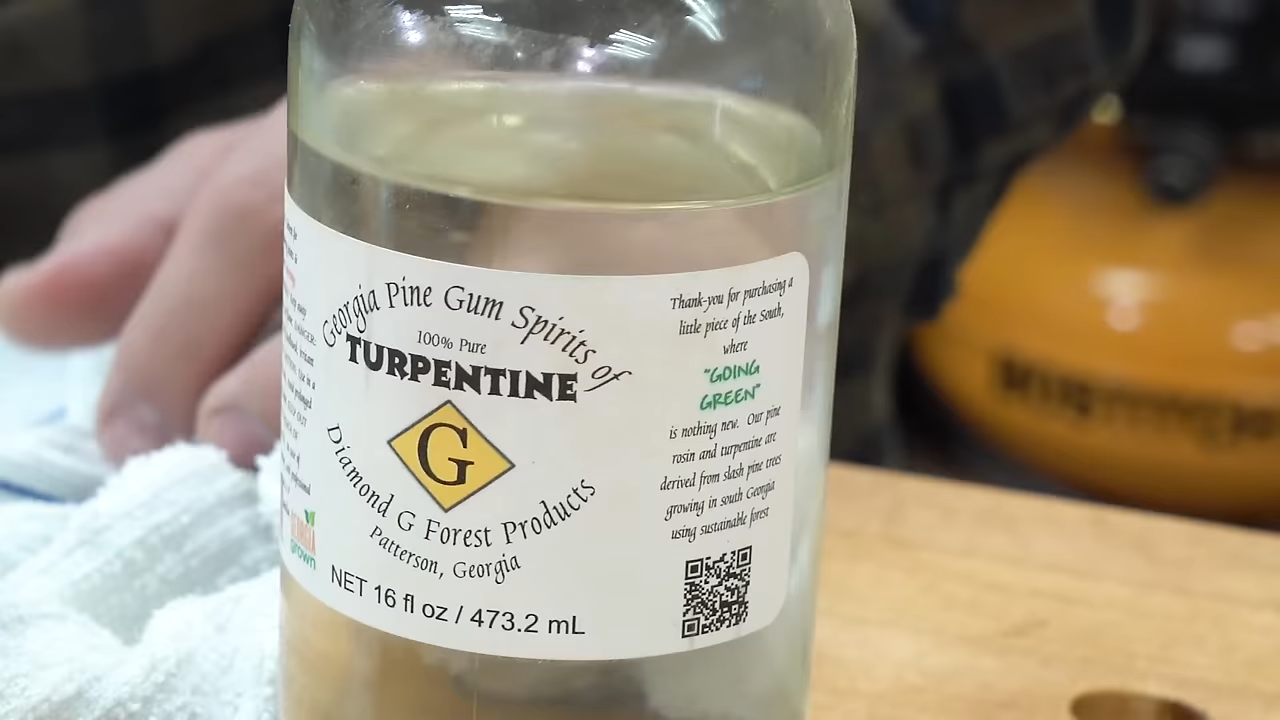 Georgia Pine Gum Spirits of
100% Pure
TURPENTINE
G
Diamond G Forest Products
Patterson, Georgia
NET 16 fl oz / 473.2 mL
Thank-you for purchasing a
little piece of the South,
where
"GOING
GREEN"
is nothing new. Our pine
rosin and turpentine are
derived from slash pine trees
growing in south Georgia
using sustainable forest
GEORGIA
grown